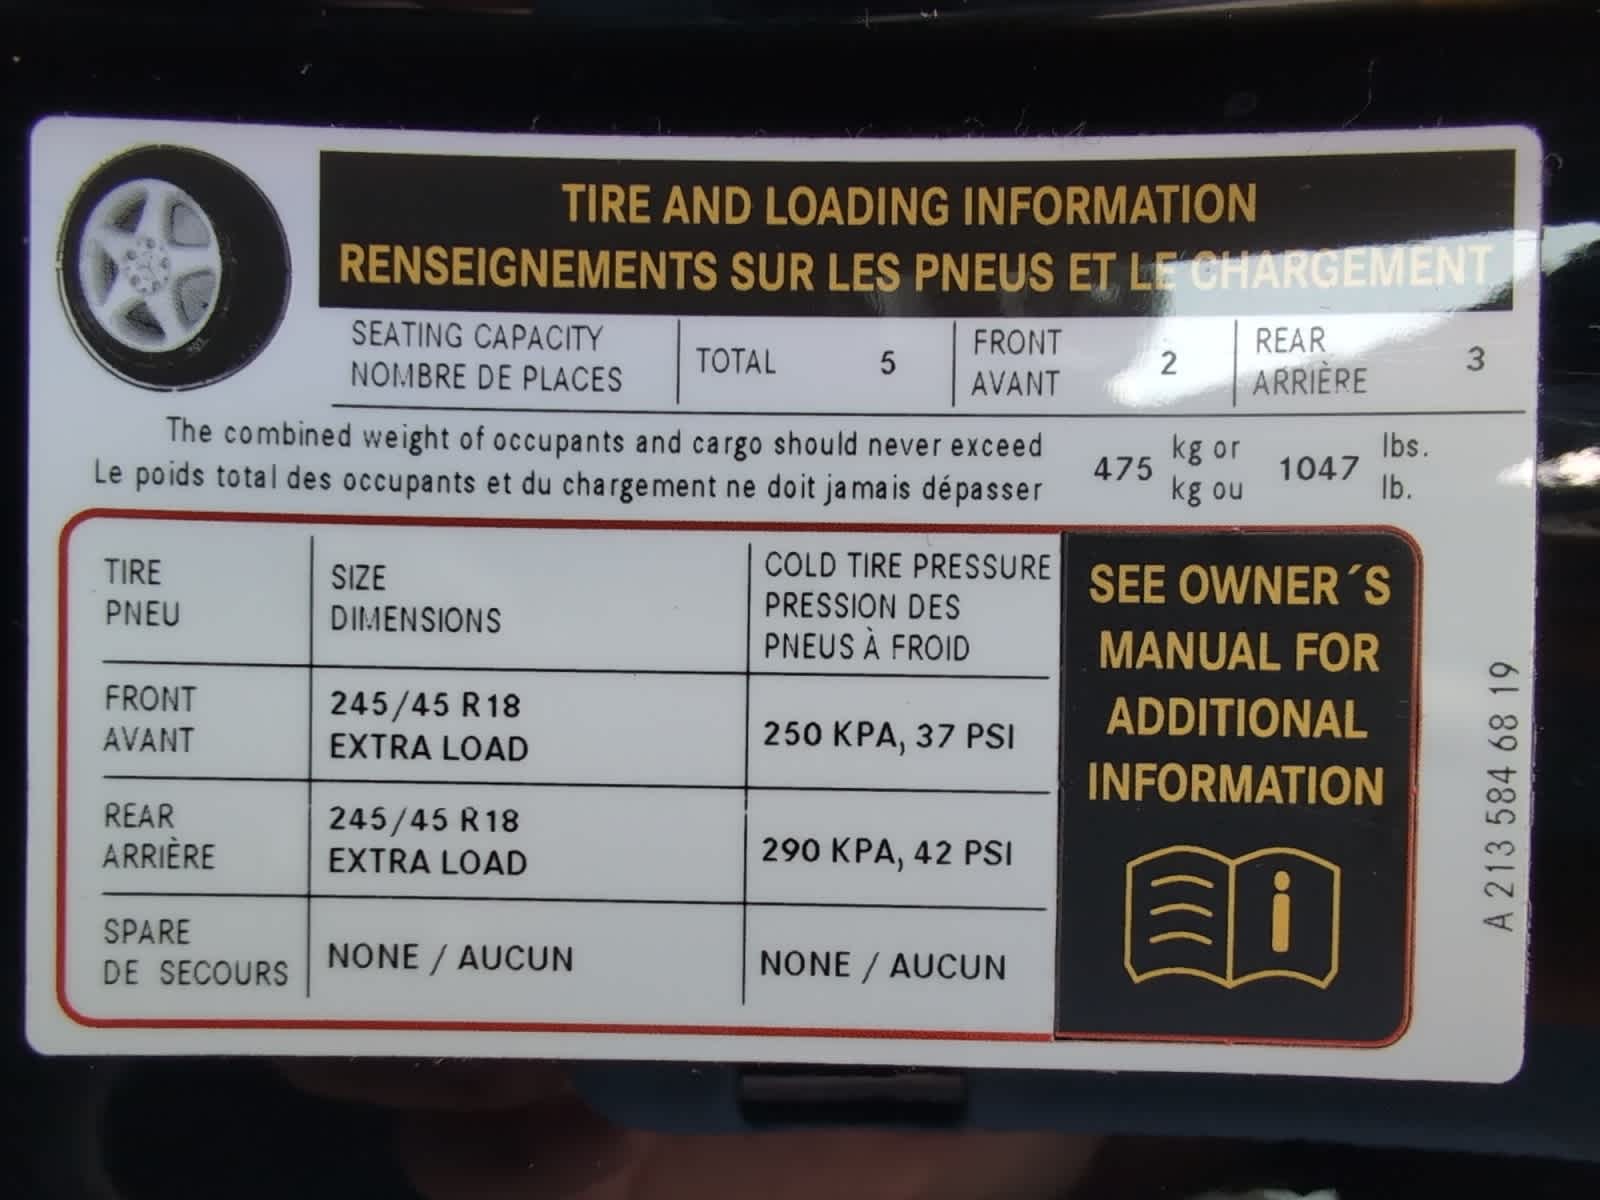 TIRE AND LOADING INFORMATION
RENSEIGNEMENTS SUR LES PNEUS ET LE CHARGEMENT
SEATING CAPACITY
NOMBRE DE PLACES
TOTAL 5
FRONT
AVANT
2
REAR
ARRIÈRE
3
The combined weight of occupants and cargo should never exceed
Le poids total des occupants et du chargement ne doit jamais dépasser
475
kg or
kg ou
1047
lbs.
lb.
TIRE
PNEU
SIZE
DIMENSIONS
COLD TIRE PRESSURE
PRESSION DES
PNEUS À FROID
FRONT
AVANT
245/45 R18
EXTRA LOAD
250 KPA, 37 PSI
REAR
ARRIÈRE
245/45 R18
EXTRA LOAD
290 KPA, 42 PSI
SPARE
DE SECOURS
NONE / AUCUN
NONE / AUCUN
SEE OWNER´S
MANUAL FOR
ADDITIONAL
INFORMATION
A 213 584 68 19